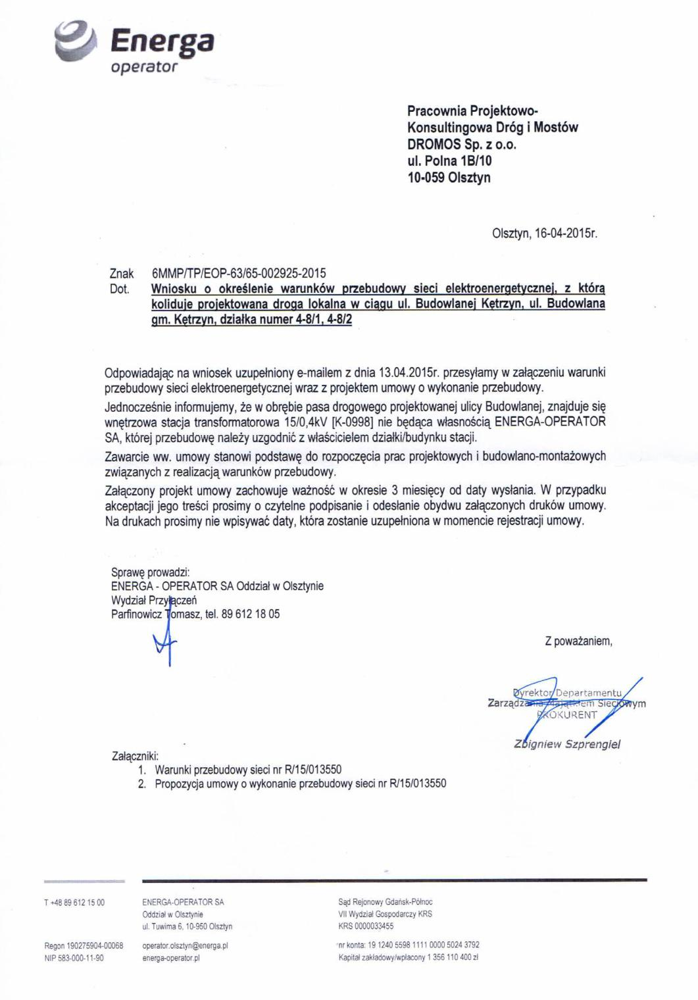 Energa
operator
Pracownia Projektowo-
Konsultingowa Dróg i Mostów
DROMOS Sp. z o.o.
ul. Polna 1B/10
10-059 Olsztyn
Olsztyn, 16-04-2015r.
Znak 6MMP/TP/EOP-63/65-002925-2015
Dot. Wniosku o określenie warunków przebudowy sieci elektroenergetycznej, z którą
koliduje projektowana droga lokalna w ciągu ul. Budowlanej Kętrzyn, ul. Budowlana
gm. Kętrzyn, działka numer 4-8/1, 4-8/2
Odpowiadając na wniosek uzupełniony e-mailem z dnia 13.04.2015r. przesyłamy w załączeniu warunki
przebudowy sieci elektroenergetycznej wraz z projektem umowy o wykonanie przebudowy.
Jednocześnie informujemy, że w obrębie pasa drogowego projektowanej ulicy Budowlanej, znajduje się
wnętrzowa stacja transformatorowa 15/0,4kV [K-0998] nie będąca własnością ENERGA-OPERATOR
SA, której przebudowę należy uzgodnić z właścicielem działki/budynku stacji.
Zawarcie ww. umowy stanowi podstawę do rozpoczęcia prac projektowych i budowlano-montażowych
związanych z realizacją warunków przebudowy.
Załączony projekt umowy zachowuje ważność w okresie 3 miesięcy od daty wysłania. W przypadku
akceptacji jego treści prosimy o czytelne podpisanie i odesłanie obydwu załączonych druków umowy.
Na drukach prosimy nie wpisywać daty, która zostanie uzupełniona w momencie rejestracji umowy.
Sprawę prowadzi:
ENERGA - OPERATOR SA Oddział w Olsztynie
Wydział Przyłączeń
Parfinowicz Tomasz, tel. 89 612 18 05
Z poważaniem,
Dyrektor Departamentu
Zarządzania Majątkiem Sieciowym
PROKURENT
Zbigniew Szprengiel
Załączniki:
1. Warunki przebudowy sieci nr R/15/013550
2. Propozycja umowy o wykonanie przebudowy sieci nr R/15/013550
T +48 89 612 15 00
Regon 190275904-00068
NIP 583-000-11-90
ENERGA-OPERATOR SA
Oddział w Olsztynie
ul. Tuwima 6, 10-950 Olsztyn
operator.olsztyn@energa.pl
energa-operator.pl
Sąd Rejonowy Gdańsk-Północ
VII Wydział Gospodarczy KRS
KRS 0000033455
nr konta: 19 1240 5598 1111 0000 5024 3792
Kapitał zakładowy/wpłacony 1 356 110 400 zł